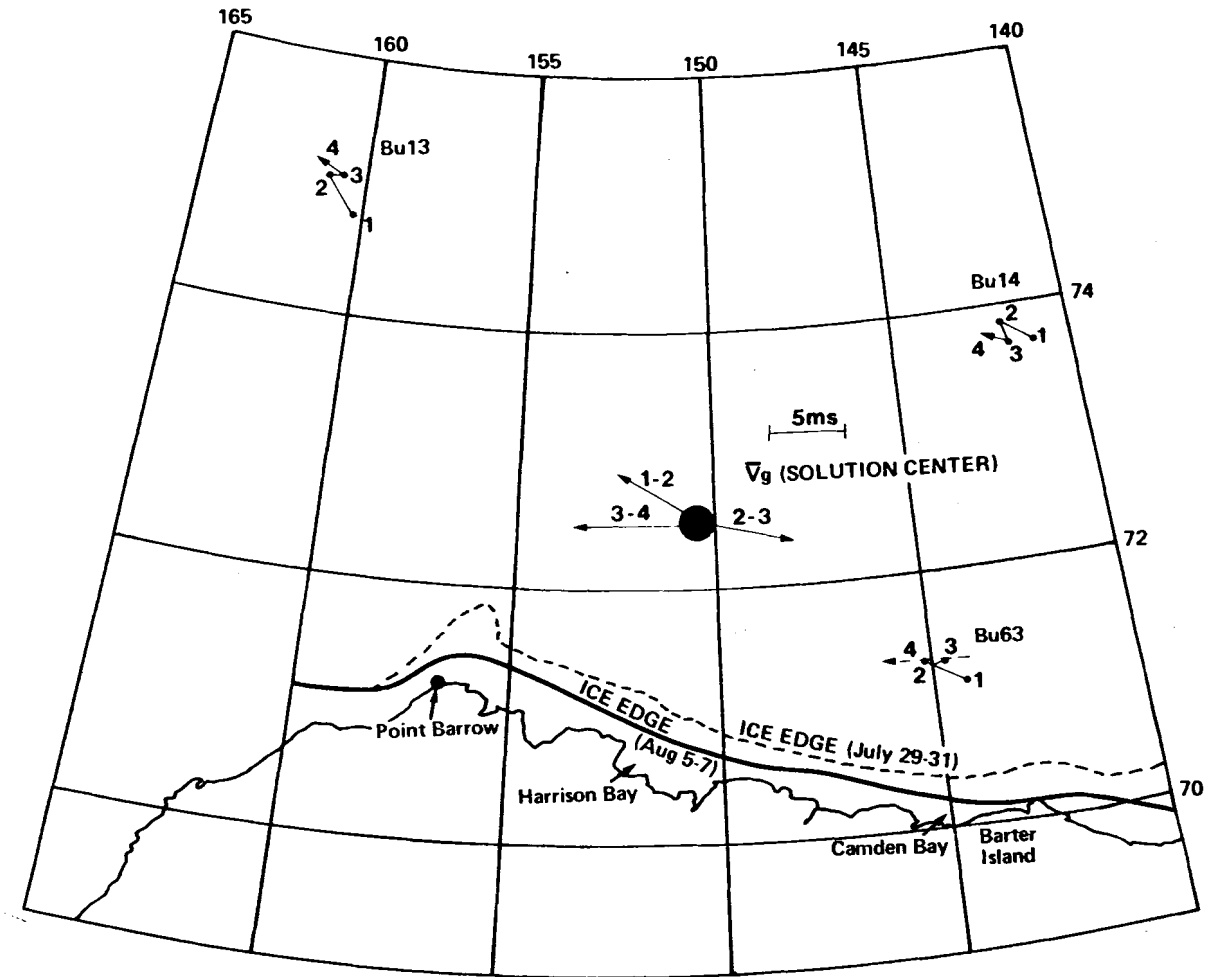 165
160
155
150
145
140
4
Bu13
3
2
1
Bu14
74
2
1
4
3
5ms
V̅g (SOLUTION CENTER)
1-2
3-4
2-3
72
Bu63
4
3
2
1
ICE EDGE
(Aug 5-7)
ICE EDGE (July 29-31)
Point Barrow
Harrison Bay
70
Camden Bay
Barter
Island